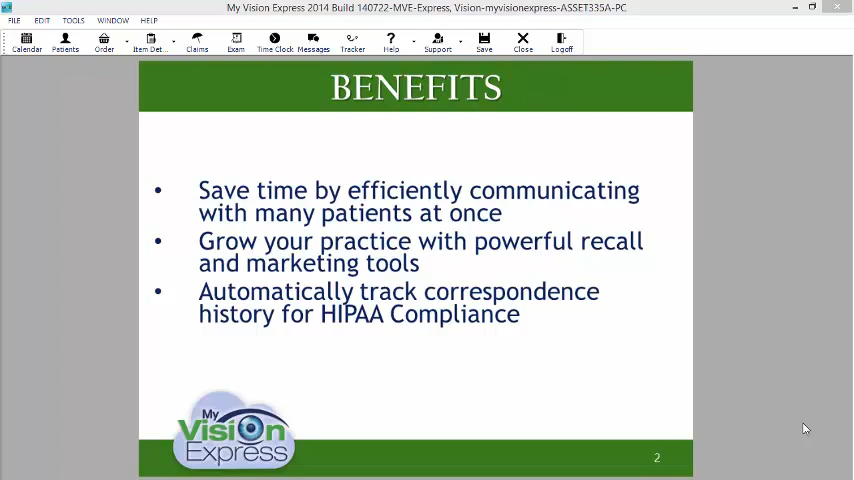 My Vision Express 2014 Build 140722-MVE-Express, Vision-myvisionexpress-ASSET335A-PC
FILE EDIT TOOLS WINDOW HELP
Calendar Patients Order Item Det... Claims Exam Time Clock Messages Tracker Help Support Save Close Logoff
BENEFITS
• Save time by efficiently communicating
with many patients at once
• Grow your practice with powerful recall
and marketing tools
• Automatically track correspondence
history for HIPAA Compliance
My
Vision
Express
2